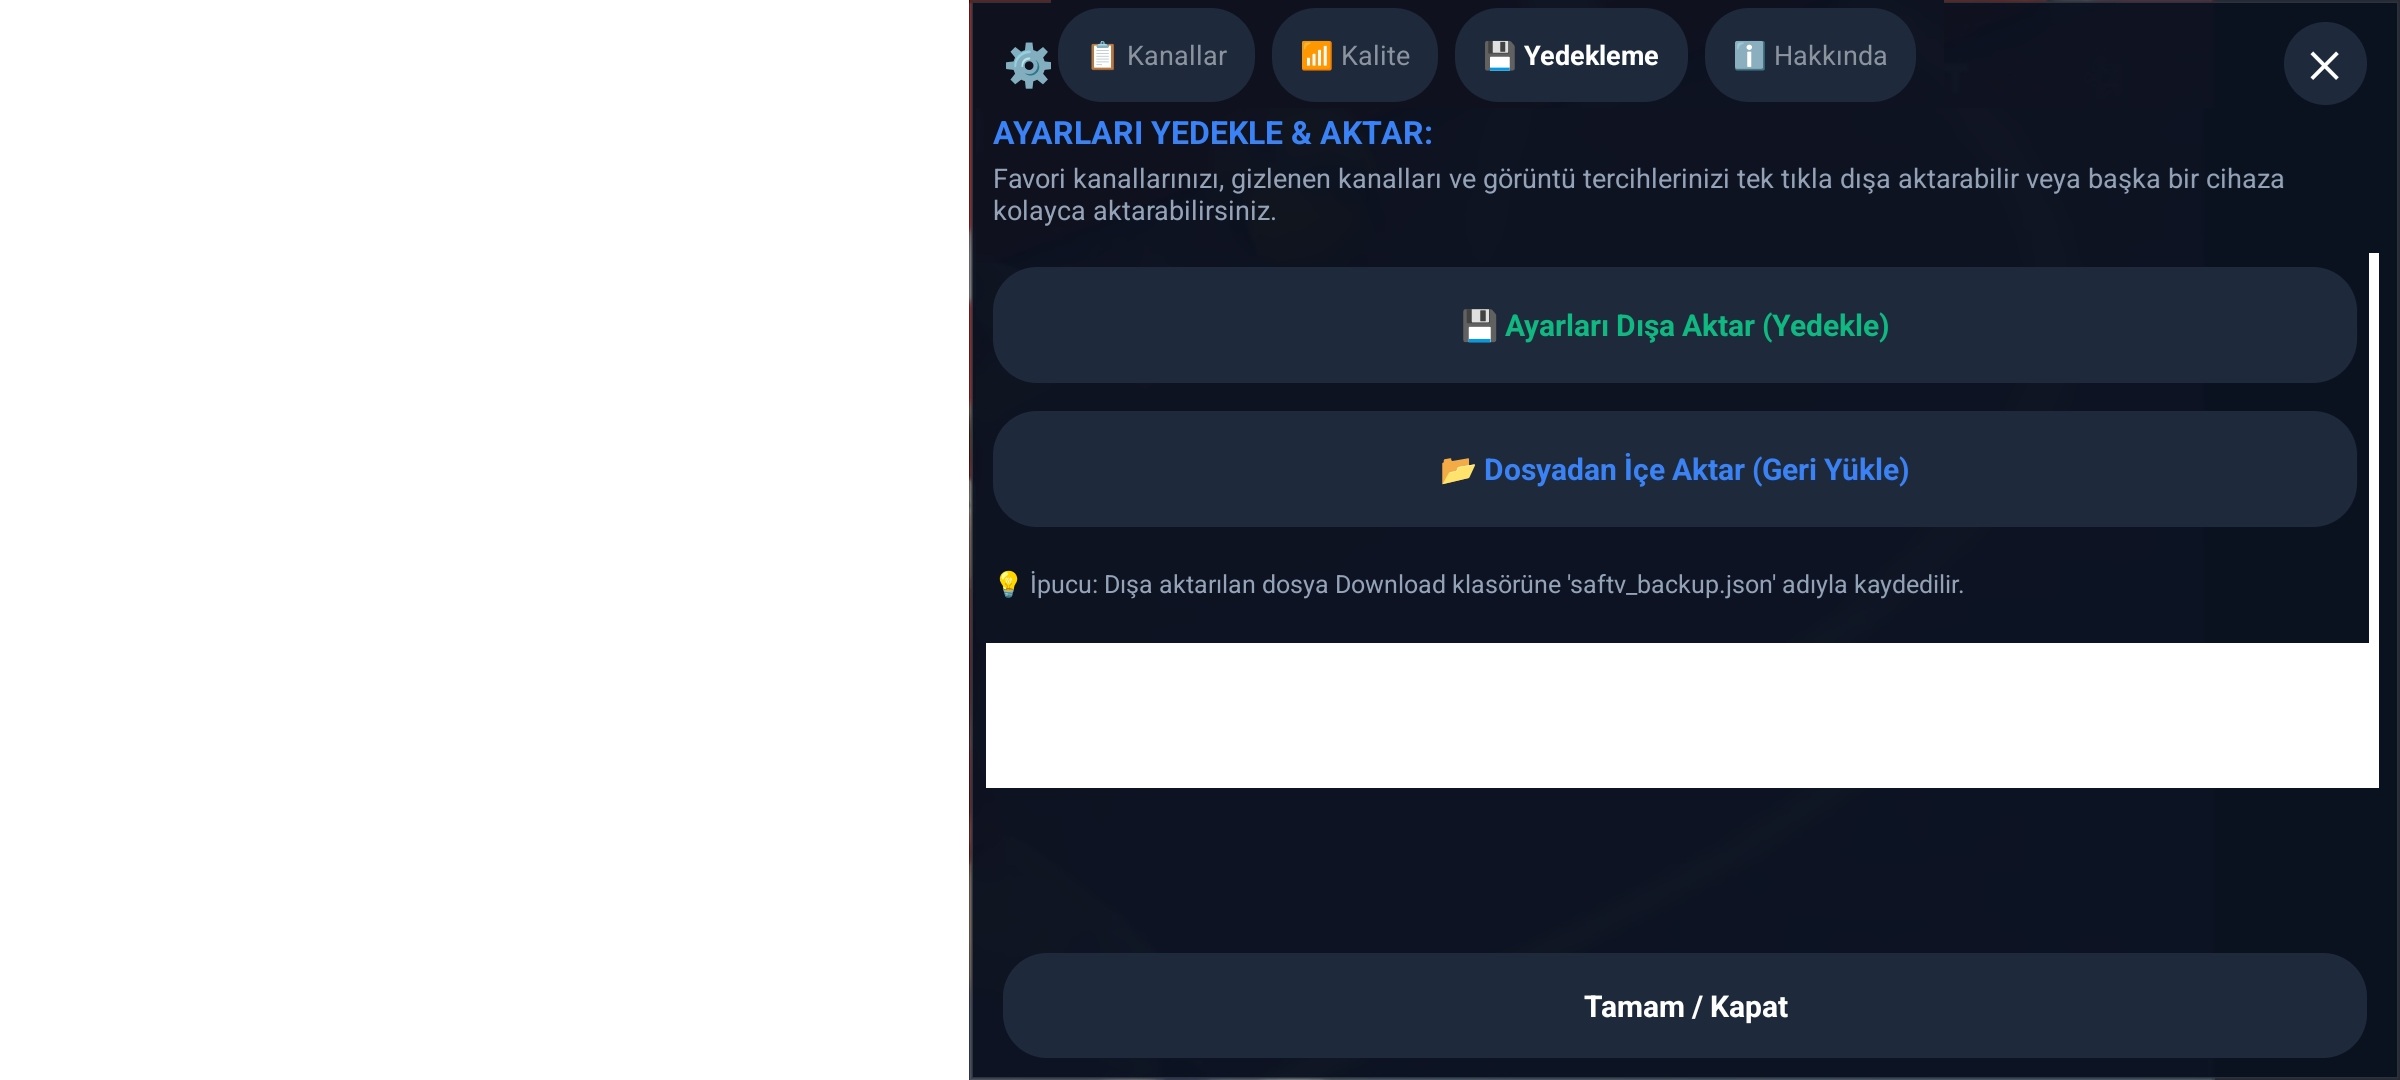 Kanallar
Kalite
Yedekleme
Hakkında
AYARLARI YEDEKLE & AKTAR:
Favori kanallarınızı, gizlenen kanalları ve görüntü tercihlerinizi tek tıkla dışa aktarabilir veya başka bir cihaza
kolayca aktarabilirsiniz.
Ayarları Dışa Aktar (Yedekle)
Dosyadan İçe Aktar (Geri Yükle)
İpucu: Dışa aktarılan dosya Download klasörüne 'saftv_backup.json' adıyla kaydedilir.
Tamam / Kapat